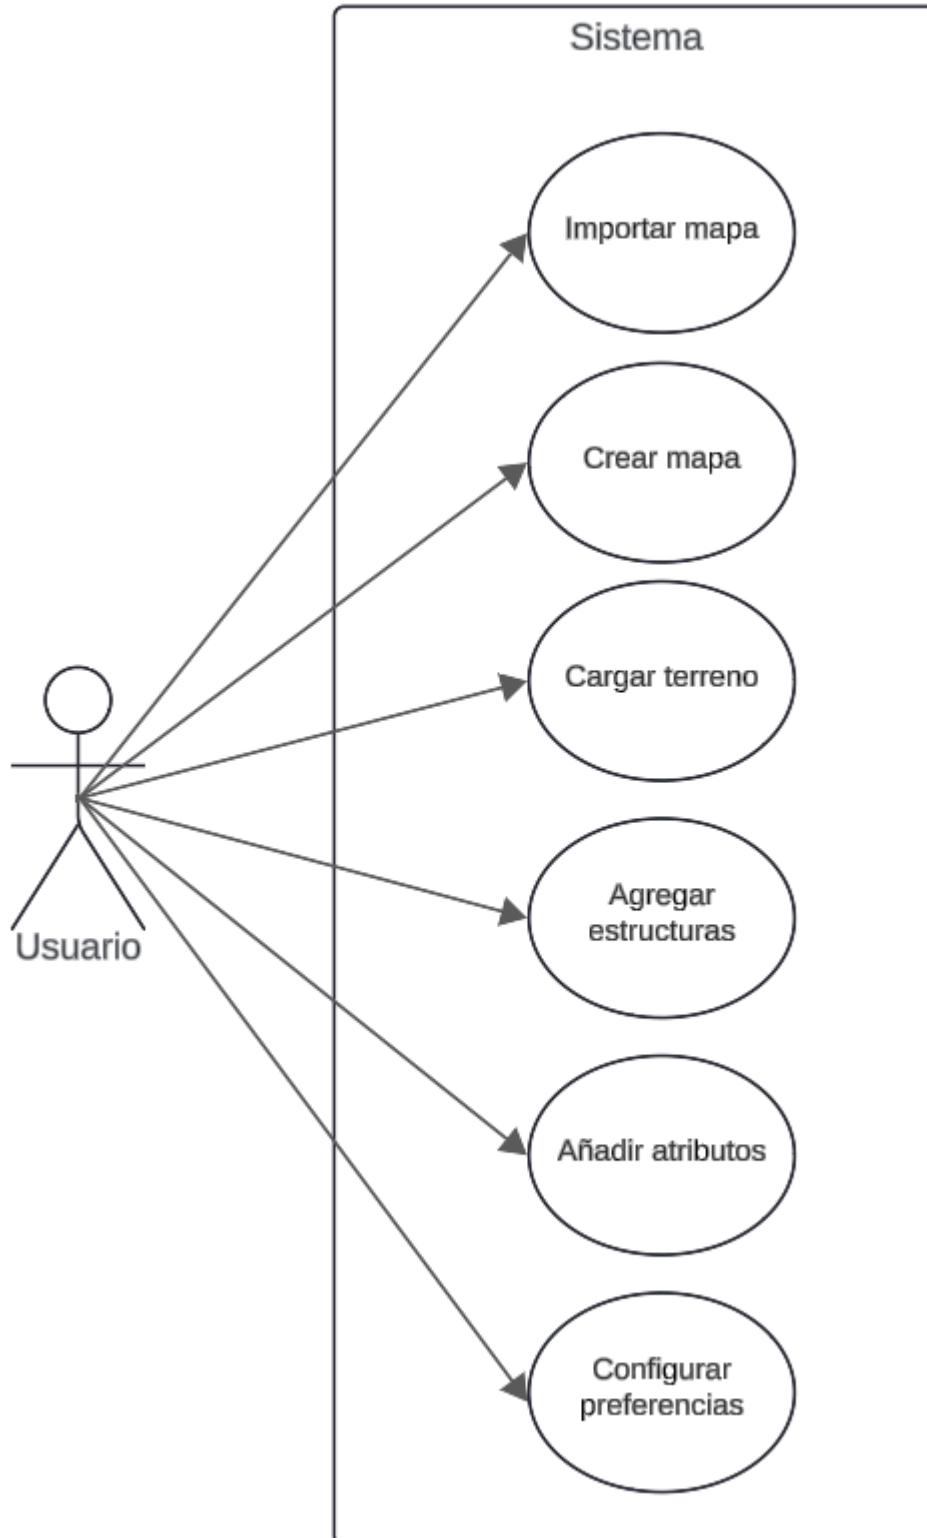 Sistema
Importar mapa
Crear mapa
Cargar terreno
Agregar
estructuras
Usuario
Añadir atributos
Configurar
preferencias